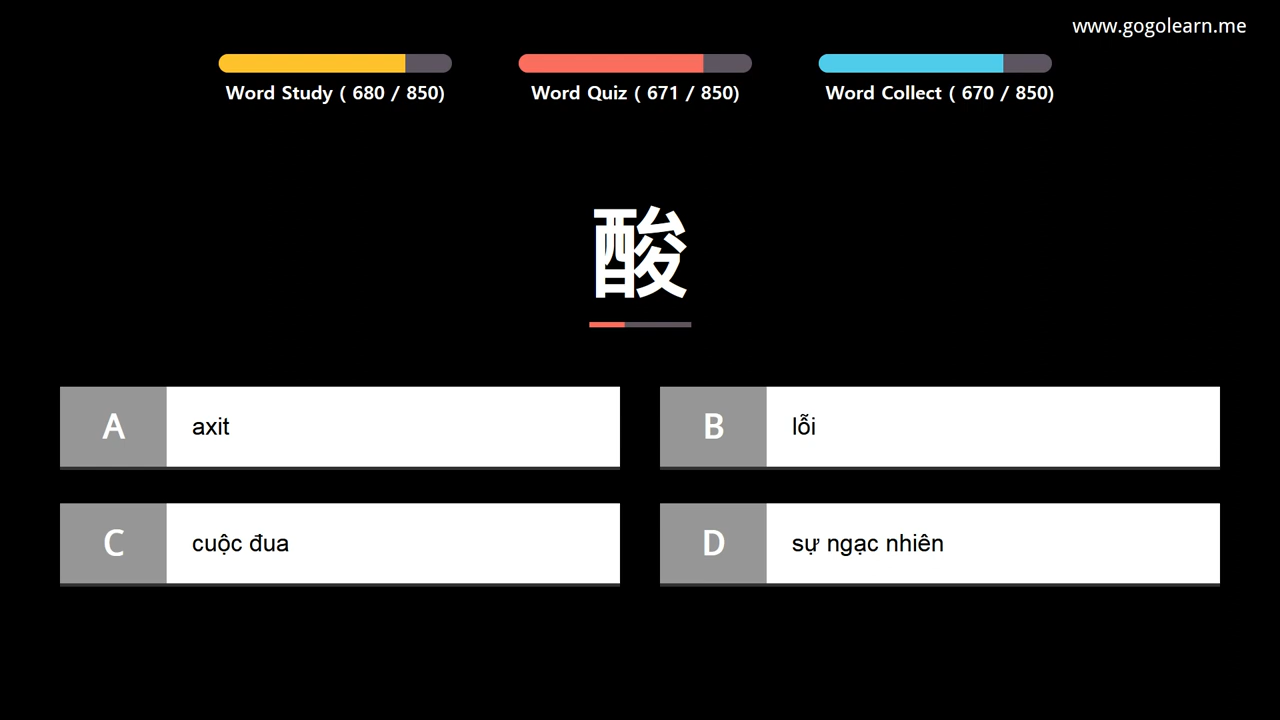 www.gogolearn.me
Word Study ( 680 / 850)
Word Quiz ( 671 / 850)
Word Collect ( 670 / 850)
酸
A axit
B lỗi
C cuộc đua
D sự ngạc nhiên